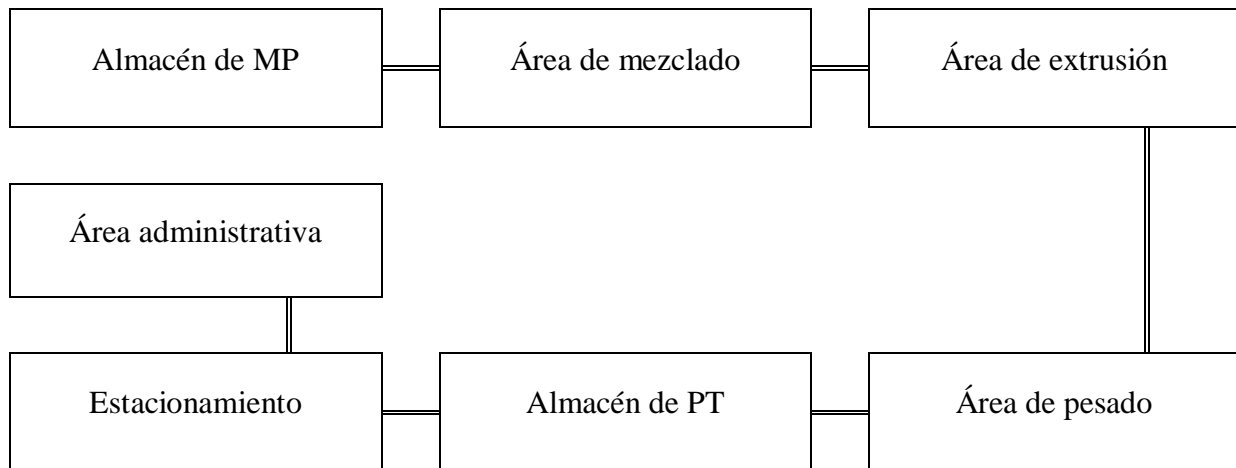 Almacén de MP
Área de mezclado
Área de extrusión
Área administrativa
Estacionamiento
Almacén de PT
Área de pesado